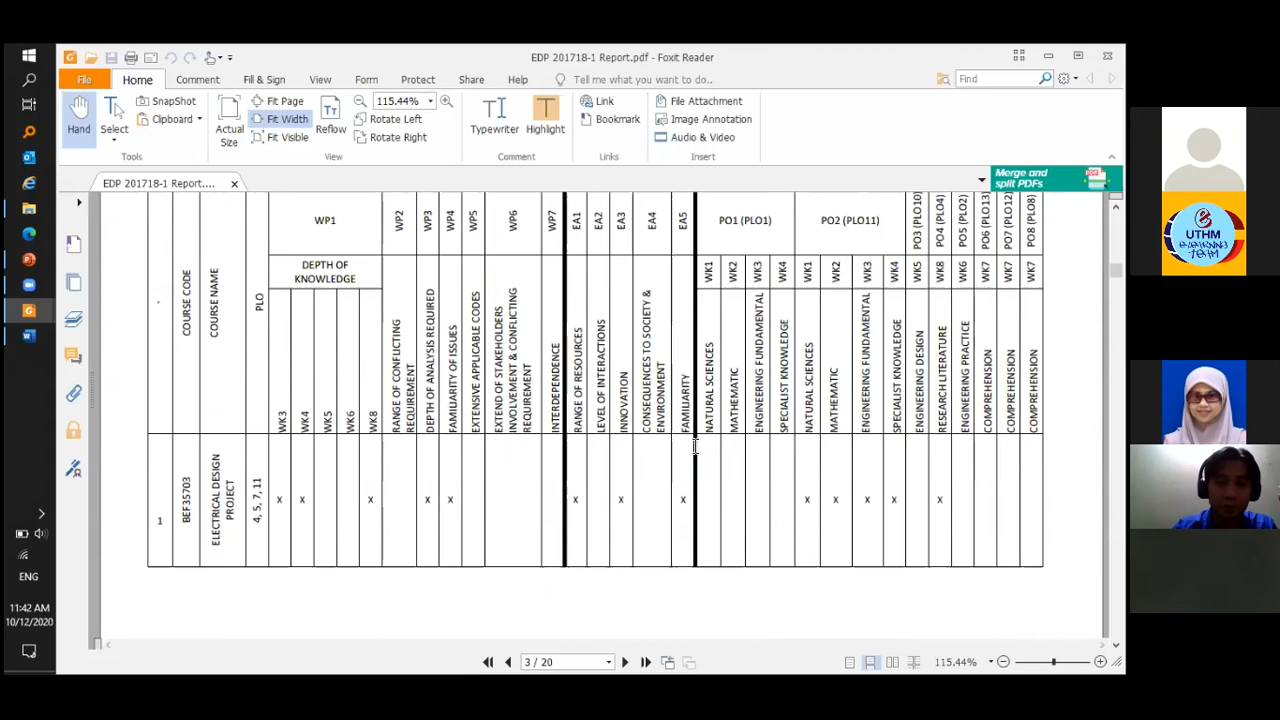 EDP 201718-1 Report.pdf - Foxit Reader
File Home Comment Fill & Sign View Form Protect Share Help Tell me what you want to do.. Find
Hand
Select
SnapShot
Clipboard
Tools
Actual Size
Fit Page
Fit Width
Fit Visible
Reflow
115.44%
Rotate Left
Rotate Right
View
Typewriter
Highlight
Comment
Link
Bookmark
Links
File Attachment
Image Annotation
Audio & Video
Insert
EDP 201718-1 Report....
Merge and
split PDFs
WP1 WP2 WP3 WP4 WP5 WP6 WP7 EA1 EA2 EA3 EA4 EA5 PO1 (PLO1) PO2 (PLO11) PO3 (PLO10) PO4 (PLO4) PO5 (PLO2) PO6 (PLO13) PO7 (PLO12) PO8 (PLO8)
WK1 WK2 WK3 WK4 WK1 WK2 WK3 WK4 WK5 WK8 WK6 WK7 WK7 WK7
COURSE CODE
COURSE NAME
PLO
DEPTH OF
KNOWLEDGE
WK3
WK4
WK5
WK6
WK8
RANGE OF CONFLICTING
REQUIREMENT
DEPTH OF ANALYSIS REQUIRED
FAMILIARITY OF ISSUES
EXTENSIVE APPLICABLE CODES
EXTEND OF STAKEHOLDERS
INVOLVEMENT & CONFLICTING
REQUIREMENT
INTERDEPENDENCE
RANGE OF RESOURCES
LEVEL OF INTERACTIONS
INNOVATION
CONSEQUENCES TO SOCIETY &
ENVIRONMENT
FAMILIARITY
NATURAL SCIENCES
MATHEMATIC
ENGINEERING FUNDAMENTAL
SPECIALIST KNOWLEDGE
NATURAL SCIENCES
MATHEMATIC
ENGINEERING FUNDAMENTAL
SPECIALIST KNOWLEDGE
ENGINEERING DESIGN
RESEARCH LITERATURE
ENGINEERING PRACTICE
COMPREHENSION
COMPREHENSION
COMPREHENSION
1
BEF35703
ELECTRICAL DESIGN
PROJECT
4, 5, 7, 11
x x x x x x x x x x x x x
3 / 20
115.44%
ENG
11:42 AM
10/12/2020
UTHM
eLearning
TEAM